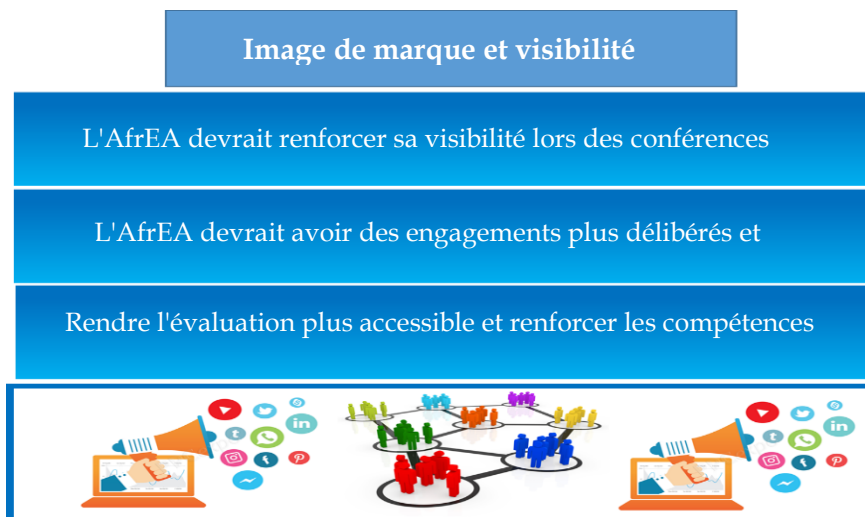 Image de marque et visibilité
L'AfrEA devrait renforcer sa visibilité lors des conférences
L'AfrEA devrait avoir des engagements plus délibérés et
Rendre l'évaluation plus accessible et renforcer les compétences